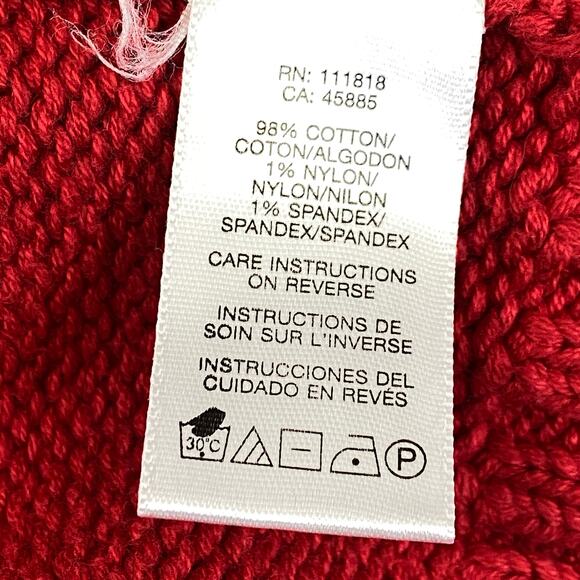 RN: 111818
CA: 45885
98% COTTON/
COTON/ALGODON
1% NYLON/
NYLON/NILON
1% SPANDEX/
SPANDEX/SPANDEX
CARE INSTRUCTIONS
ON REVERSE
INSTRUCTIONS DE
SOIN SUR L'INVERSE
INSTRUCCIONES DEL
CUIDADO EN REVÉS
30°C P